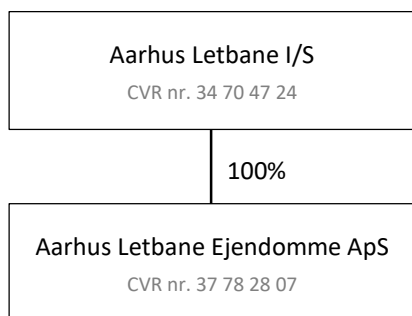 Aarhus Letbane I/S
CVR nr. 34 70 47 24
100%
Aarhus Letbane Ejendomme ApS
CVR nr. 37 78 28 07